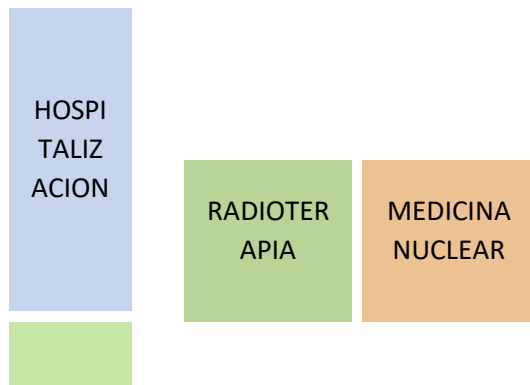 HOSPI
TALIZ
ACION
RADIOTER
APIA
MEDICINA
NUCLEAR